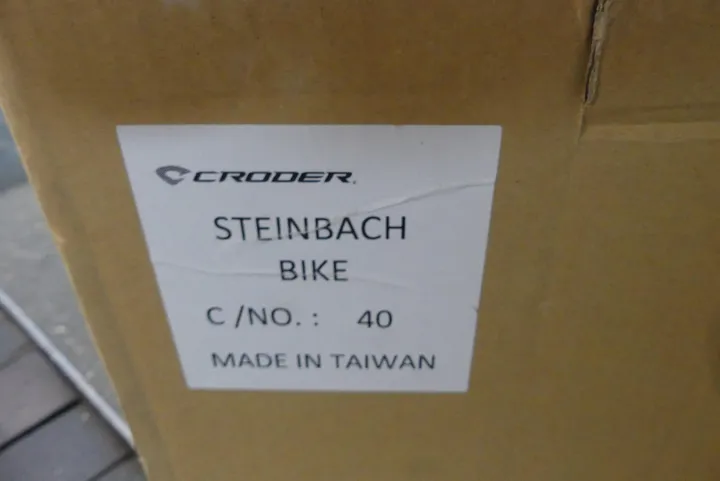 CRODER.
STEINBACH
BIKE
C /NO. : 40
MADE IN TAIWAN